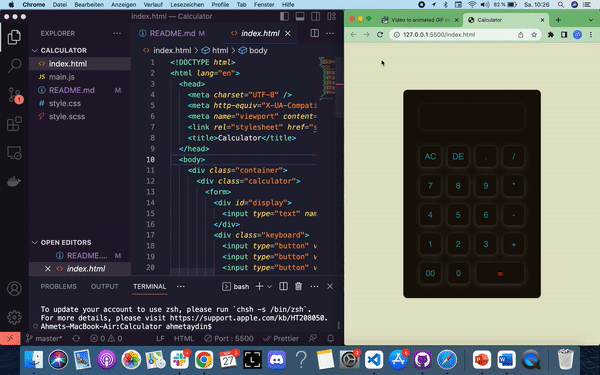 Chrome Ablage Bearbeiten Anzeigen Verlauf Lesezeichen Profile Tab 82 % Sa. 10:26
index.html — Calculator
EXPLORER
CALCULATOR
index.html
main.js
README.md M
style.css
style.scss
OPEN EDITORS
README.... M
index.html
README.md M index.html
index.html > html > body
1 <!DOCTYPE html>
2 <html lang="en">
3 <head>
4 <meta charset="UTF-8" />
5 <meta http-equiv="X-UA-Compati
6 <meta name="viewport" content=
7 <link rel="stylesheet" href="s
8 <title>Calculator</title>
9 </head>
10 <body>
11 <div class="container">
12 <div class="calculator">
13 <form>
14 <div id="display">
15 <input type="text" nam
16 </div>
17 <div class="keyboard">
18 <input type="button" v
19 <input type="button" v
20 <input type="button" v
PROBLEMS OUTPUT TERMINAL bash
To update your account to use zsh, please run `chsh -s /bin/zsh`.
For more details, please visit https://support.apple.com/kb/HT208050.
Ahmets-MacBook-Air:Calculator ahmetaydin$
master* 0 0 LF HTML Port : 5500 Prettier
Video to animated GIF co
Calculator
127.0.0.1:5500/index.html
AC DE . /
7 8 9 *
4 5 6 -
1 2 3 +
00 0 =